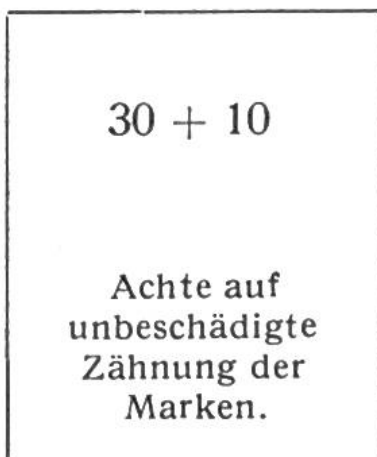 30 + 10
Achte auf
unbeschädigte
Zähnung der
Marken.